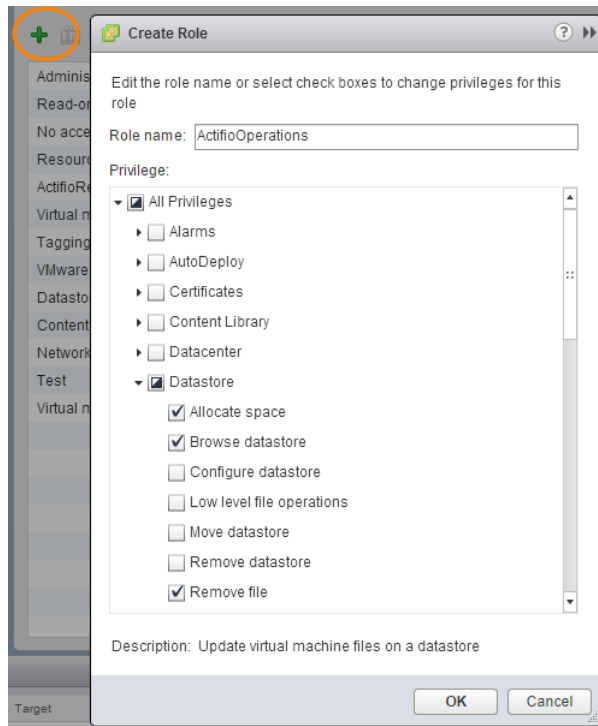 Create Role
Edit the role name or select check boxes to change privileges for this
role
Role name: ActifioOperations
Privilege:
All Privileges
Alarms
AutoDeploy
Certificates
Content Library
Datacenter
Datastore
Allocate space
Browse datastore
Configure datastore
Low level file operations
Move datastore
Remove datastore
Remove file
Description: Update virtual machine files on a datastore
OK Cancel
Adminis
Read-or
No acce
Resourc
ActifioRe
Virtual m
Tagging
VMware
Datasto
Content
Network
Test
Virtual m
Target